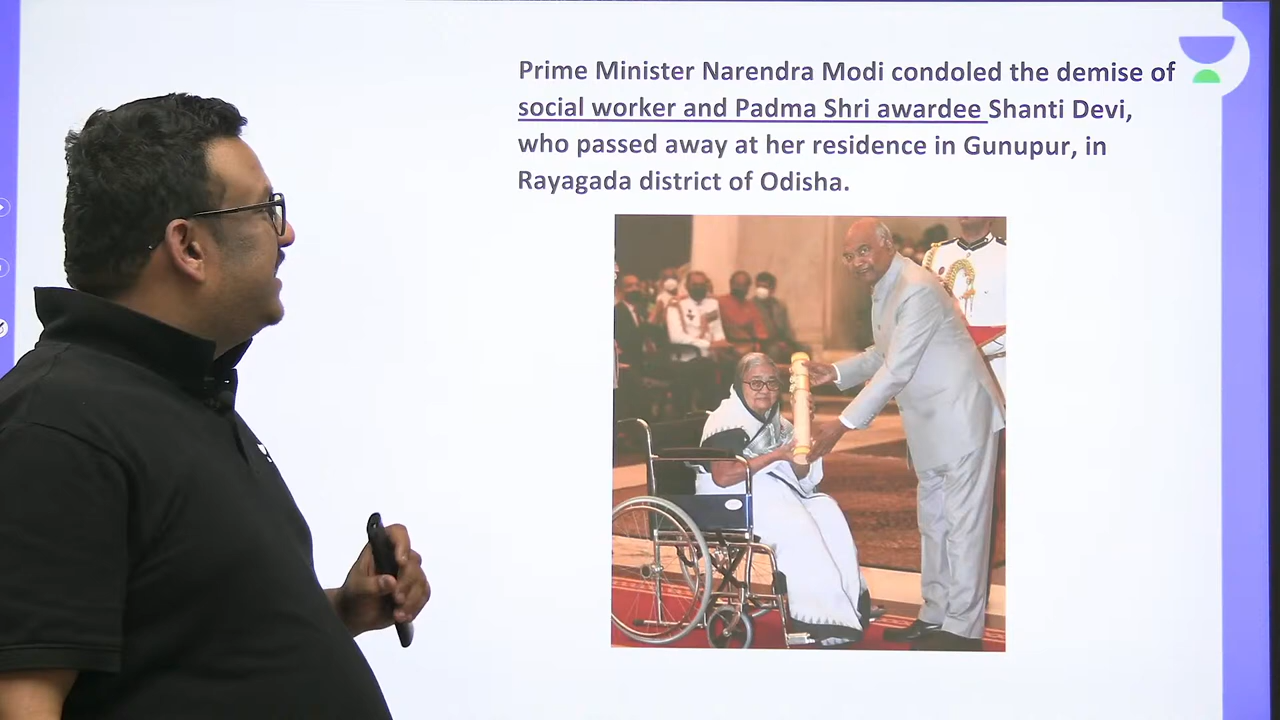 Prime Minister Narendra Modi condoled the demise of
social worker and Padma Shri awardee Shanti Devi,
who passed away at her residence in Gunupur, in
Rayagada district of Odisha.